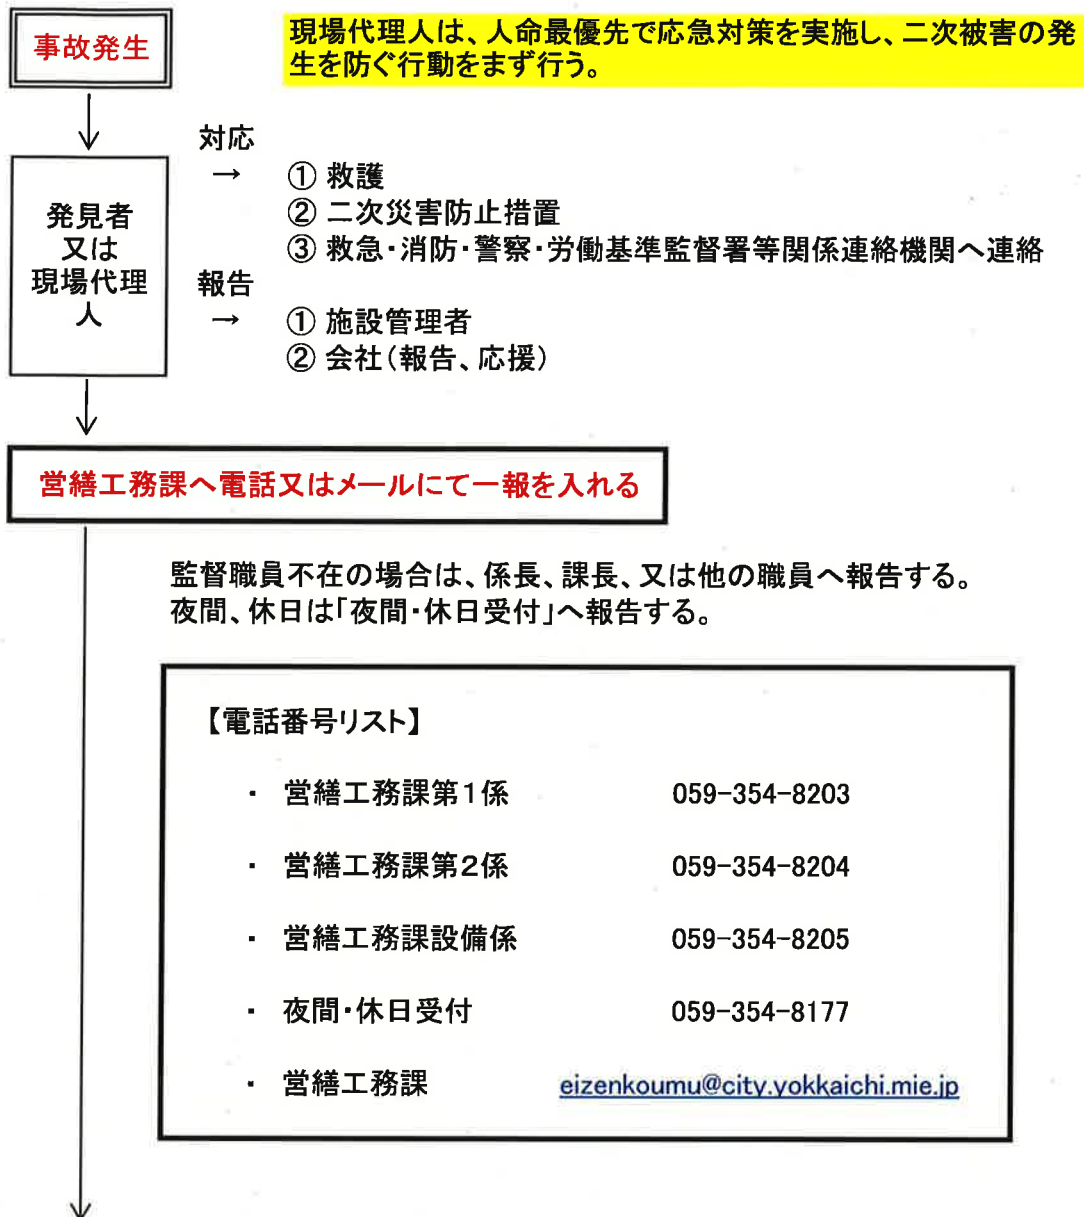 事故発生
現場代理人は、人命最優先で応急対策を実施し、二次被害の発
生を防ぐ行動をまず行う。
発見者
又は
現場代理
人
対応
→
① 救護
② 二次災害防止措置
③ 救急・消防・警察・労働基準監督署等関係連絡機関へ連絡
報告
→
① 施設管理者
② 会社(報告、応援)
営繕工務課へ電話又はメールにて一報を入れる
監督職員不在の場合は、係長、課長、又は他の職員へ報告する。
夜間、休日は「夜間・休日受付」へ報告する。
【電話番号リスト】
・ 営繕工務課第1係 059-354-8203
・ 営繕工務課第2係 059-354-8204
・ 営繕工務課設備係 059-354-8205
・ 夜間・休日受付 059-354-8177
・ 営繕工務課 eizenkoumu@city.yokkaichi.mie.jp